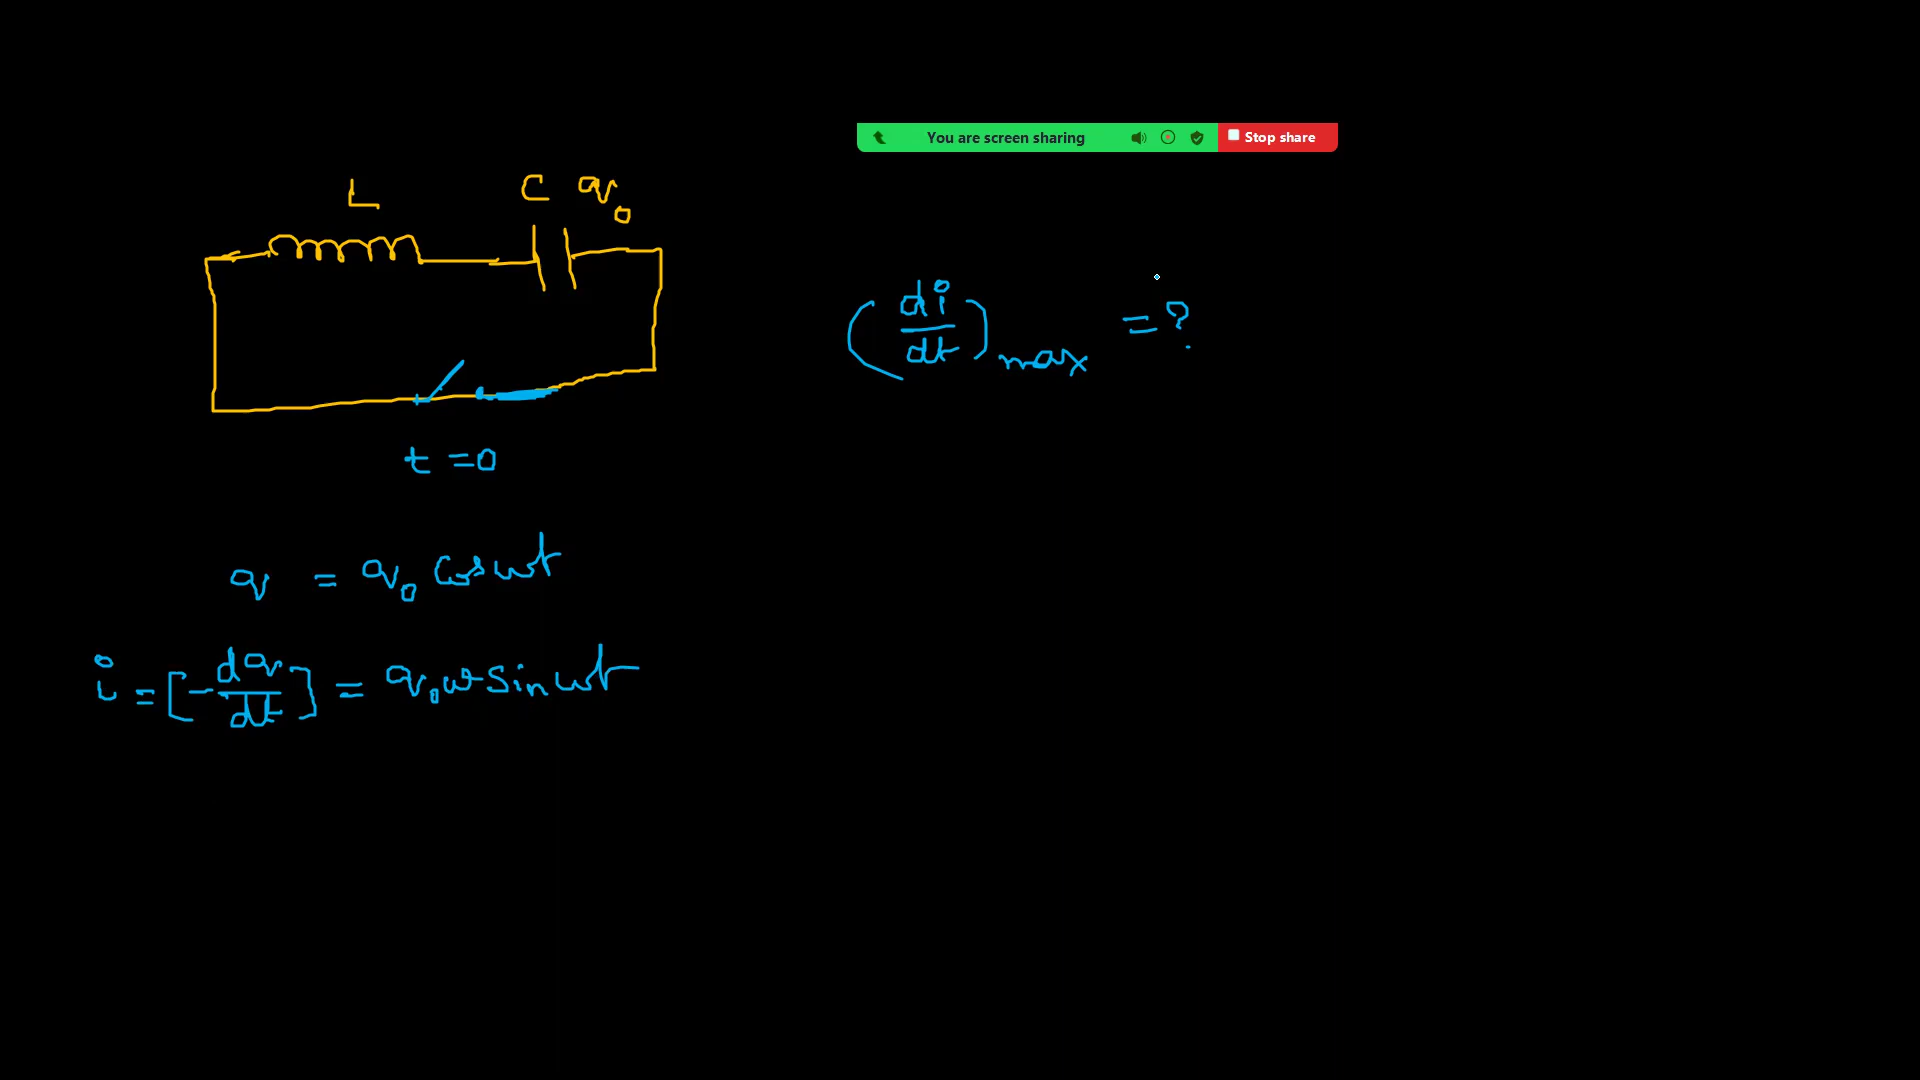 You are screen sharing Stop share
L C q₀
(di/dt)max = ?
t = 0
q = q₀ Cos ωt
i = [-dq/dt] = q₀ω Sin ωt